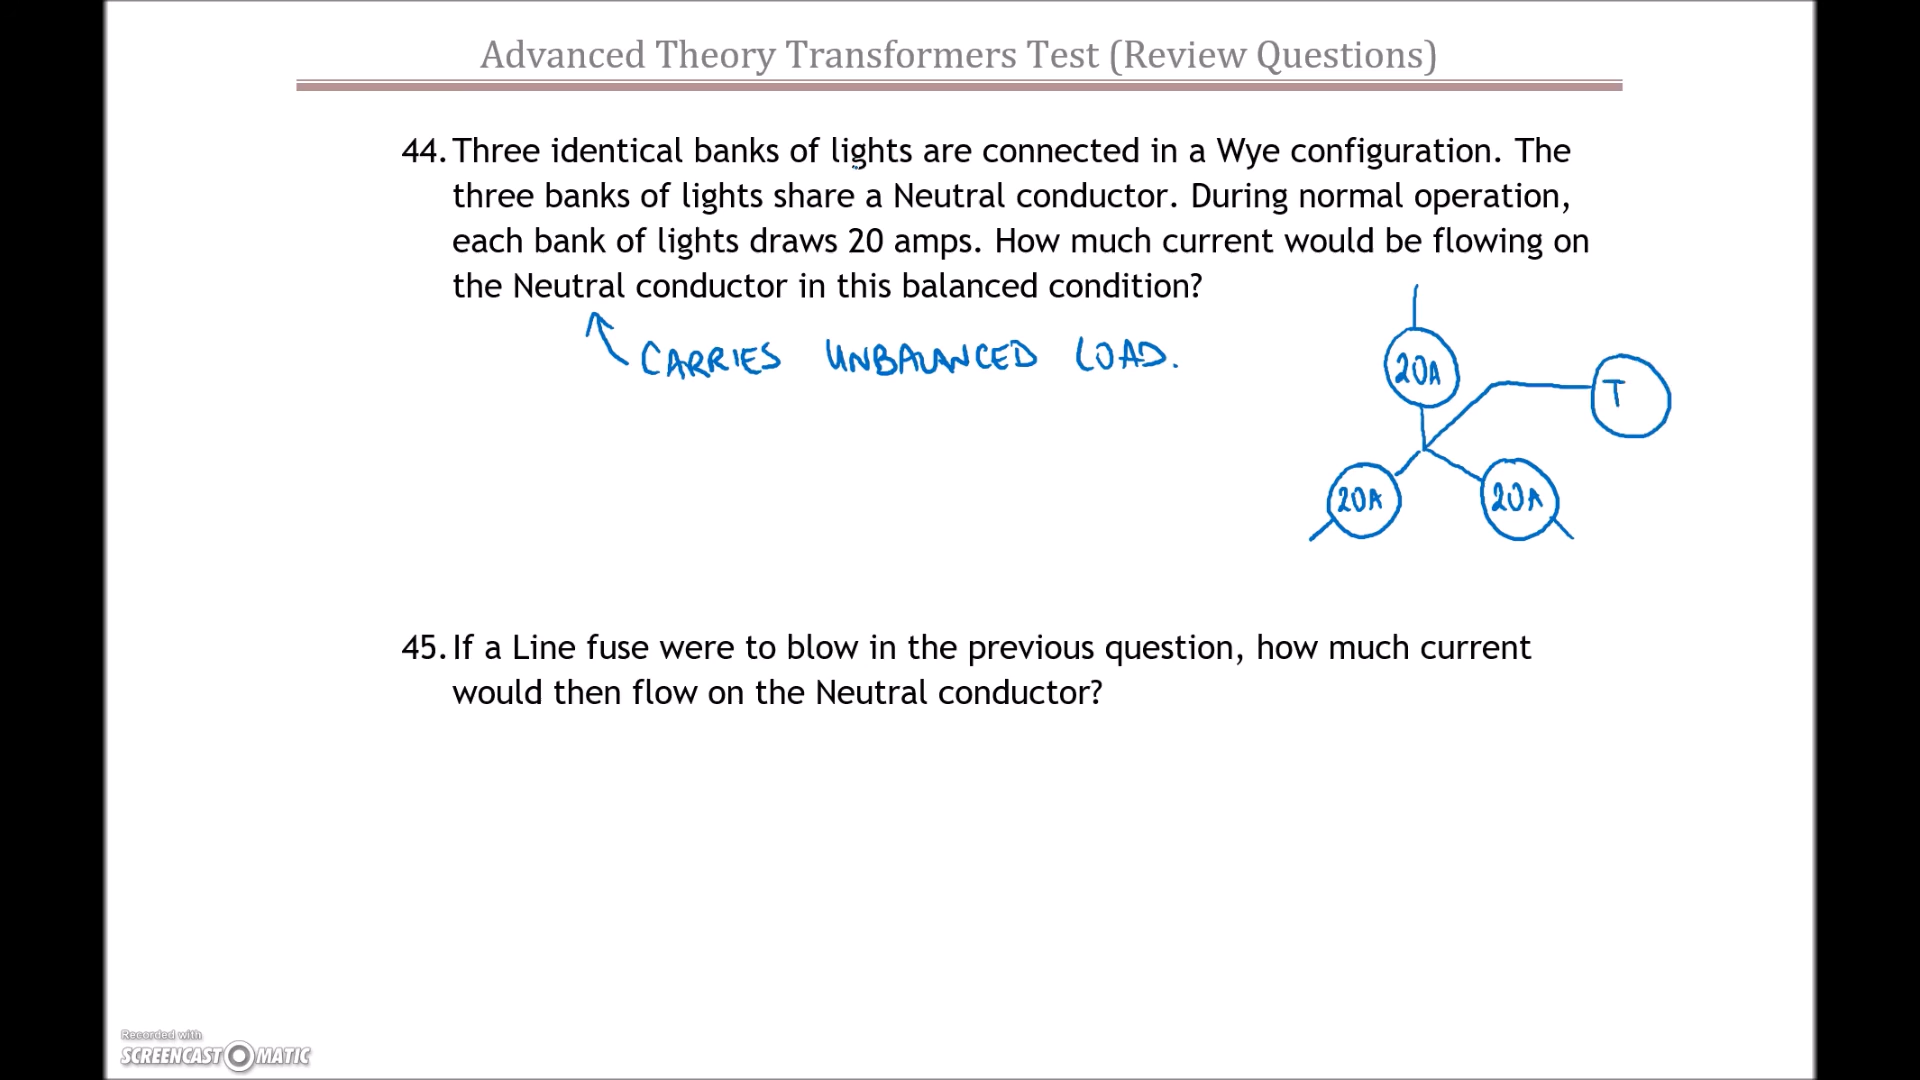 Advanced Theory Transformers Test (Review Questions)
44. Three identical banks of lights are connected in a Wye configuration. The
three banks of lights share a Neutral conductor. During normal operation,
each bank of lights draws 20 amps. How much current would be flowing on
the Neutral conductor in this balanced condition?
CARRIES UNBALANCED LOAD.
20A
T
20A
20A
45. If a Line fuse were to blow in the previous question, how much current
would then flow on the Neutral conductor?
Recorded with
SCREENCAST O MATIC